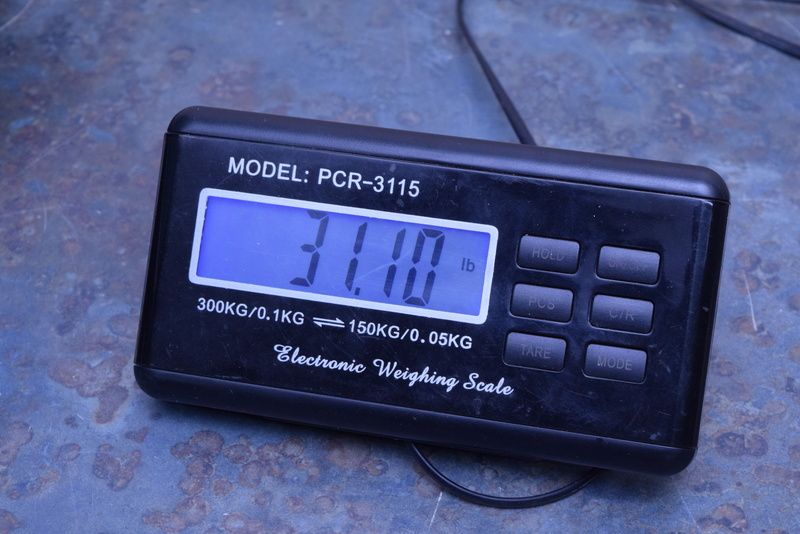 MODEL: PCR-3115
31.10 lb
300KG/0.1KG ⇌ 150KG/0.05KG
Electronic Weighing Scale
HOLD
PCS C/R
TARE MODE